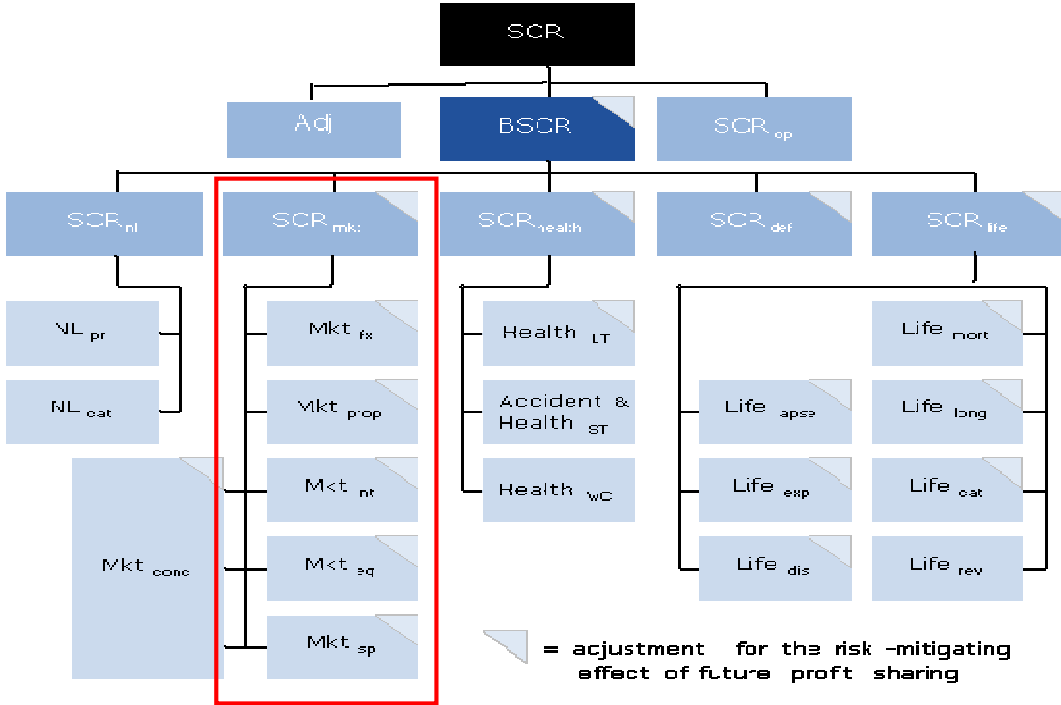 SCR
Adj
BSCR
SCR op
SCR nl
SCR mkt
SCR health
SCR def
SCR life
NL pr
Mkt fx
Health LT
Life mort
NL cat
Mkt prop
Accident &
Health ST
Life lapse
Life long
Mkt conc
Mkt int
Health WC
Life exp
Life cat
Mkt eq
Life dis
Life rev
Mkt sp
= adjustment for the risk -mitigating
effect of future profit sharing